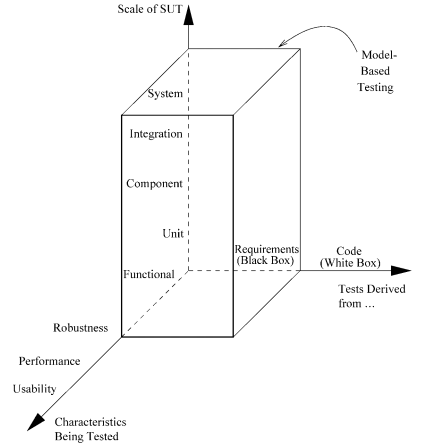 Scale of SUT
Model-
Based
Testing
System
Integration
Component
Unit
Requirements
(Black Box)
Code
(White Box)
Functional
Tests Derived
from ...
Robustness
Performance
Usability
Characteristics
Being Tested